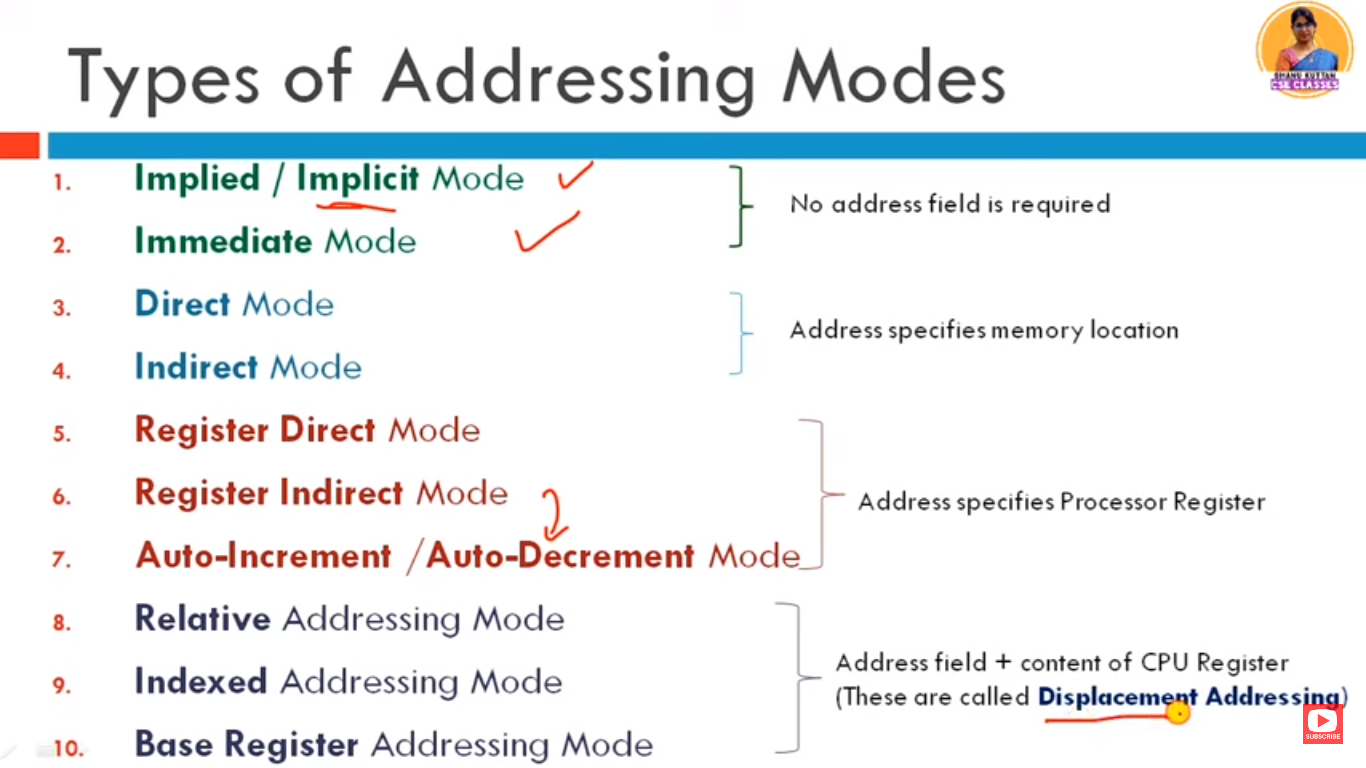 Types of Addressing Modes
BHANU KUTTAN
CSE CLASSES
1. Implied / Implicit Mode
2. Immediate Mode
No address field is required
3. Direct Mode
4. Indirect Mode
Address specifies memory location
5. Register Direct Mode
6. Register Indirect Mode
7. Auto-Increment /Auto-Decrement Mode
Address specifies Processor Register
8. Relative Addressing Mode
9. Indexed Addressing Mode
10. Base Register Addressing Mode
Address field + content of CPU Register
(These are called Displacement Addressing)
SUBSCRIBE